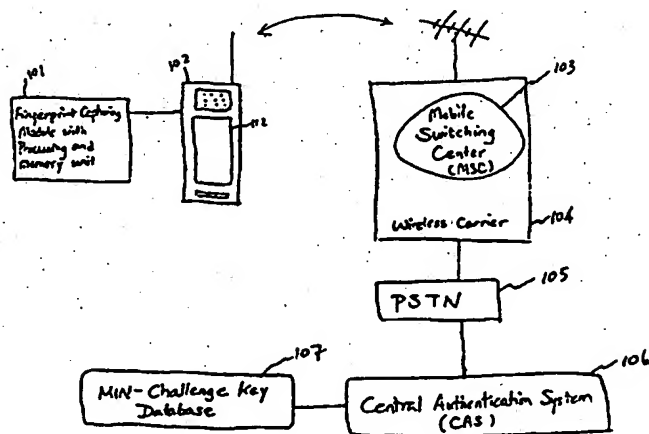 101
Fingerprint Capturing
Module with
Processing and
Memory unit
102
112
103
Mobile
Switching
Center
(MSC)
Wireless Carrier
104
PSTN
105
107
MIN-Challenge Key
Database
106
Central Authentication System
(CAS)